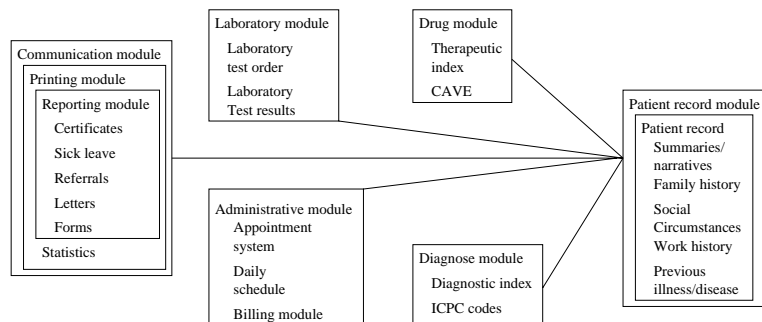 Communication module
Printing module
Reporting module
Certificates
Sick leave
Referrals
Letters
Forms
Statistics
Laboratory module
Laboratory
test order
Laboratory
Test results
Administrative module
Appointment
system
Daily
schedule
Billing module
Drug module
Therapeutic
index
CAVE
Diagnose module
Diagnostic index
ICPC codes
Patient record module
Patient record
Summaries/
narratives
Family history
Social
Circumstances
Work history
Previous
illness/disease